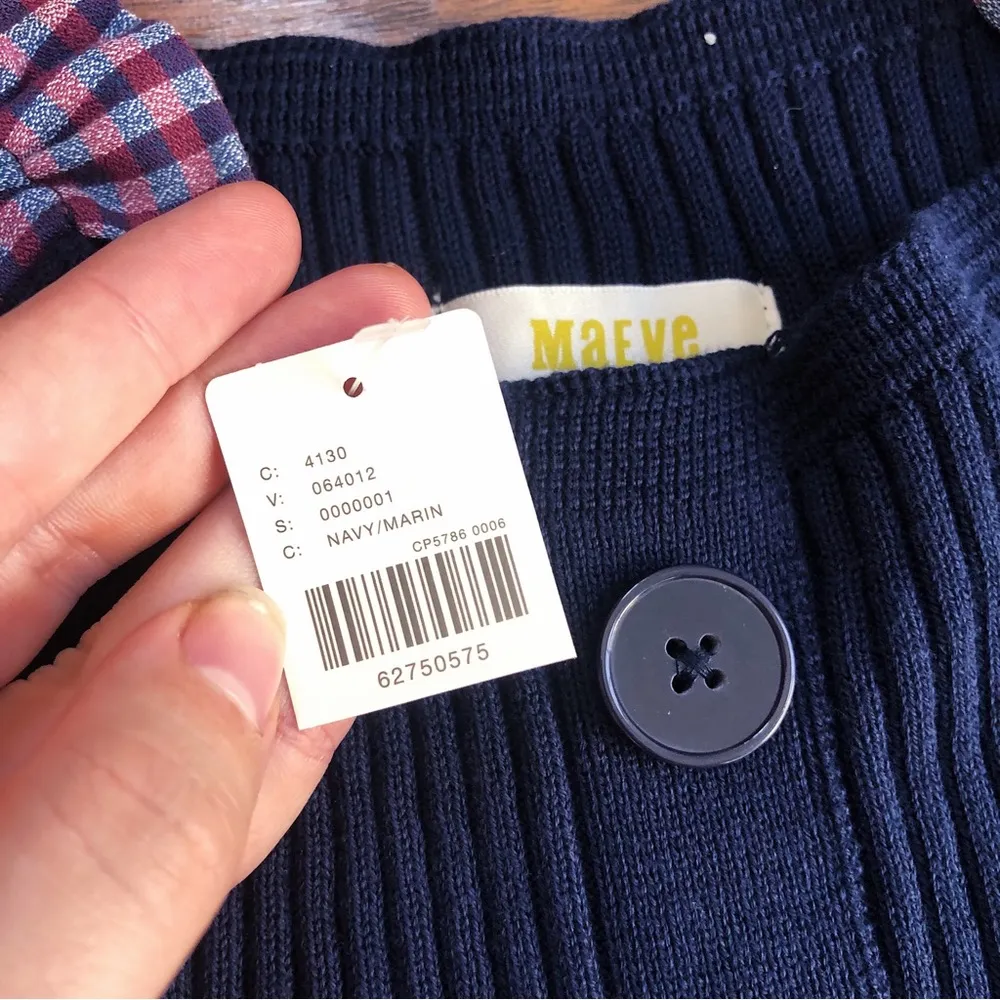 MaEve
C: 4130
V: 064012
S: 0000001
C: NAVY/MARIN
CP5786 0006
62750575